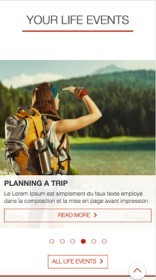 YOUR LIFE EVENTS
PLANNING A TRIP
Le Lorem Ipsum est simplement du faux texte employé
dans la composition et la mise en page avant impression.
READ MORE >
ALL LIFE EVENTS >